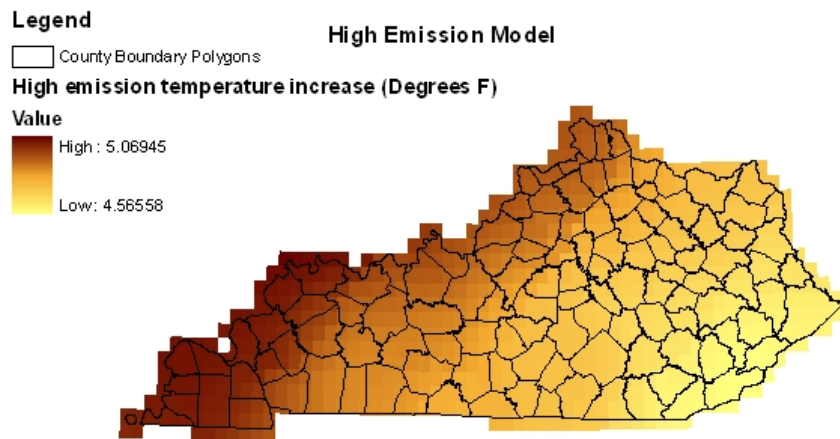 Legend
High Emission Model
County Boundary Polygons
High emission temperature increase (Degrees F)
Value
High : 5.06945
Low: 4.56558